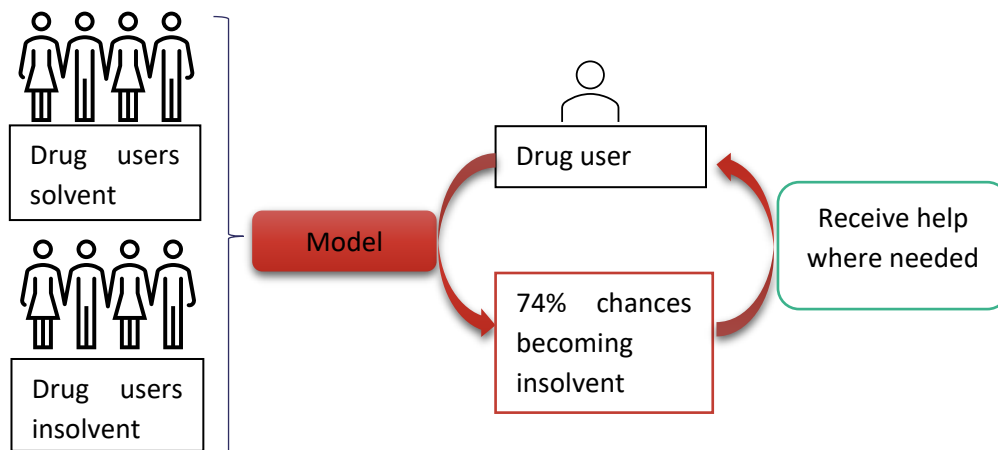 Drug users
solvent
Drug users
insolvent
Model
Drug user
74% chances
becoming
insolvent
Receive help
where needed